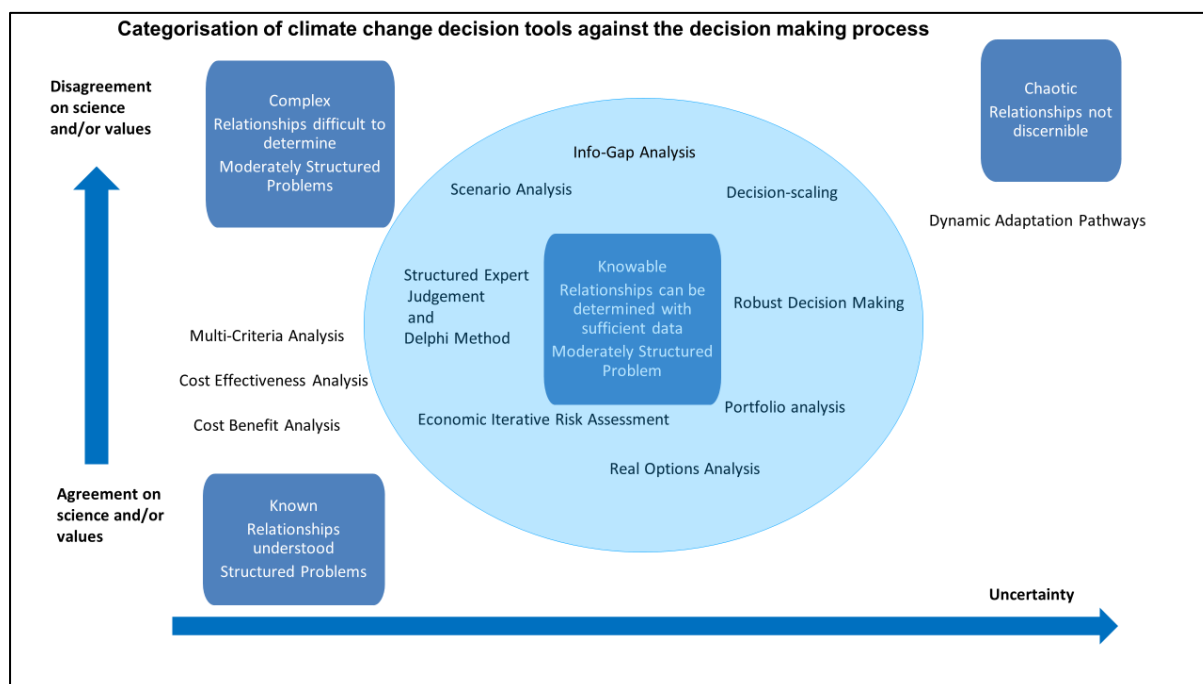 Categorisation of climate change decision tools against the decision making process
Disagreement
on science
and/or values
Complex
Relationships difficult to
determine
Moderately Structured
Problems
Chaotic
Relationships not
discernible
Info-Gap Analysis
Scenario Analysis
Decision-scaling
Dynamic Adaptation Pathways
Structured Expert
Judgement
and
Delphi Method
Knowable
Relationships can be
determined with
sufficient data
Moderately Structured
Problem
Robust Decision Making
Multi-Criteria Analysis
Cost Effectiveness Analysis
Cost Benefit Analysis
Economic Iterative Risk Assessment
Portfolio analysis
Real Options Analysis
Agreement on
science and/or
values
Known
Relationships
understood
Structured Problems
Uncertainty